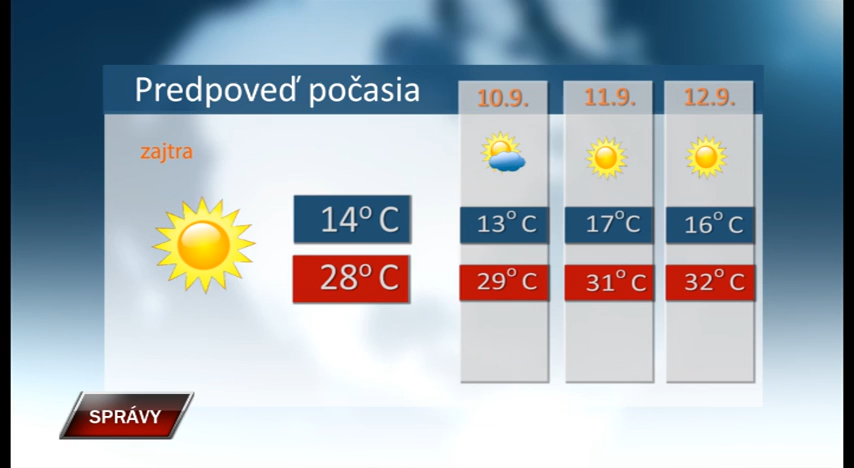 Predpoveď počasia
zajtra
14° C
28° C
10.9.
13° C
29° C
11.9.
17°C
31° C
12.9.
16° C
32° C
SPRÁVY